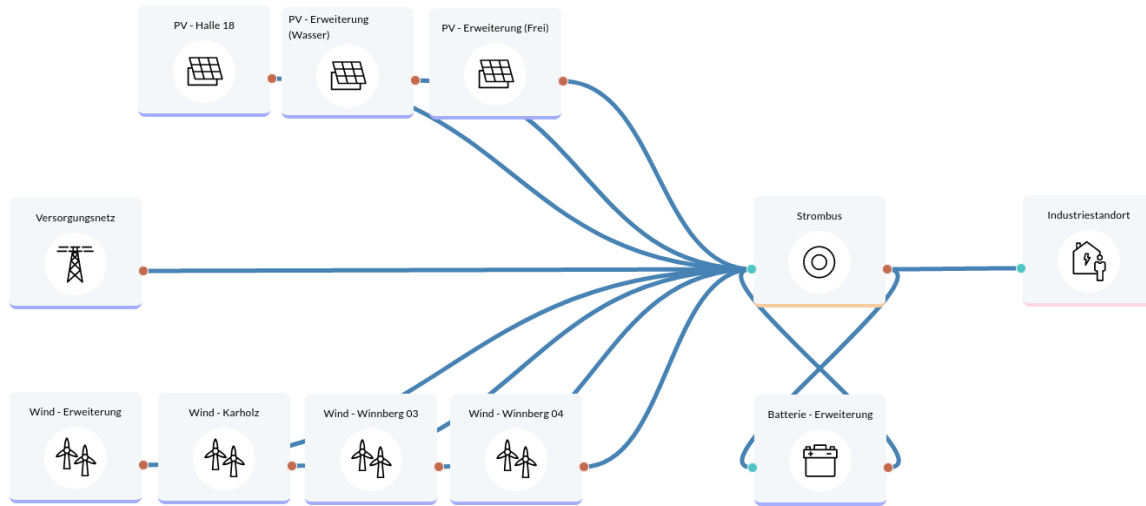 PV - Halle 18
PV - Erweiterung
(Wasser)
PV - Erweiterung (Frei)
Versorgungsnetz
Strombus
Industriestandort
Wind - Erweiterung
Wind - Karholz
Wind - Winnberg 03
Wind - Winnberg 04
Batterie - Erweiterung